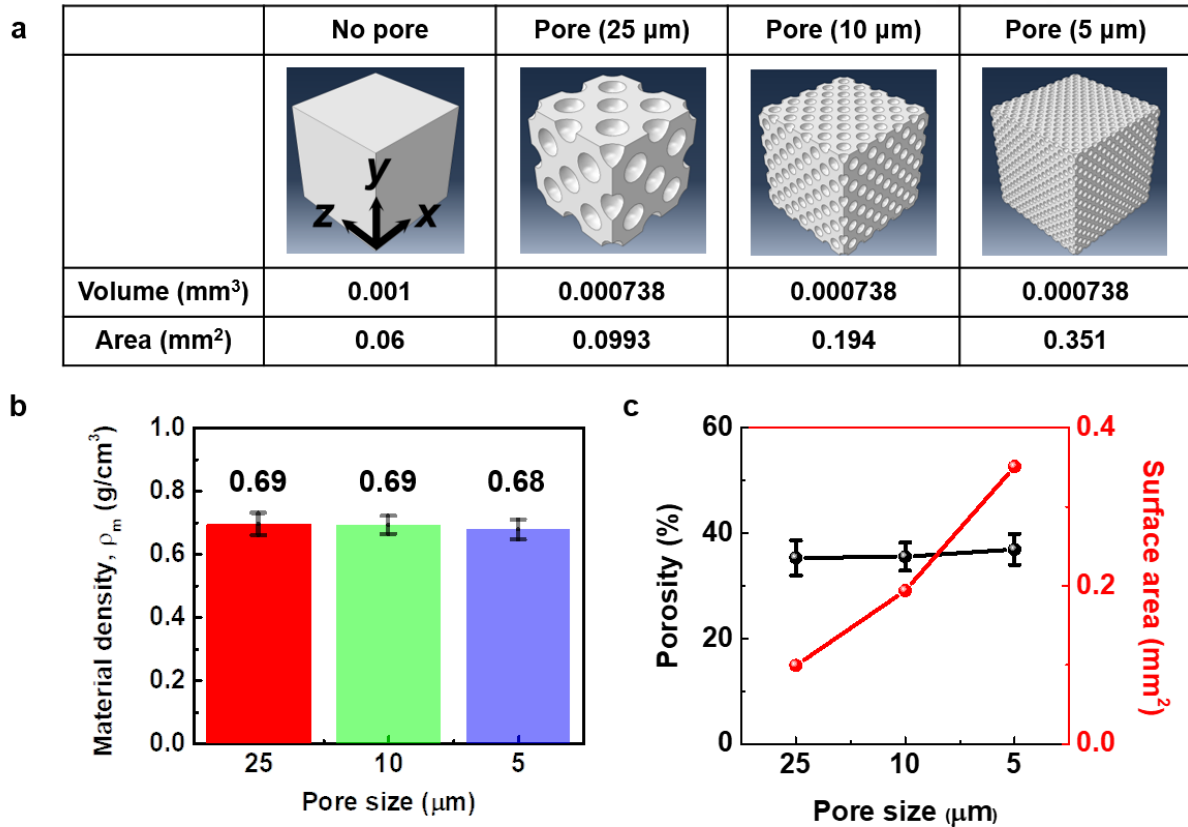 a
No pore Pore (25 µm) Pore (10 µm) Pore (5 µm)
y
z x
Volume (mm³) 0.001 0.000738 0.000738 0.000738
Area (mm²) 0.06 0.0993 0.194 0.351
b
Material density, ρm (g/cm³)
1.0
0.8
0.6
0.4
0.2
0.0
0.69 0.69 0.68
25 10 5
Pore size (µm)
c
Porosity (%)
60
40
20
0
0.4
0.2
0.0
Surface area (mm²)
25 10 5
Pore size (µm)